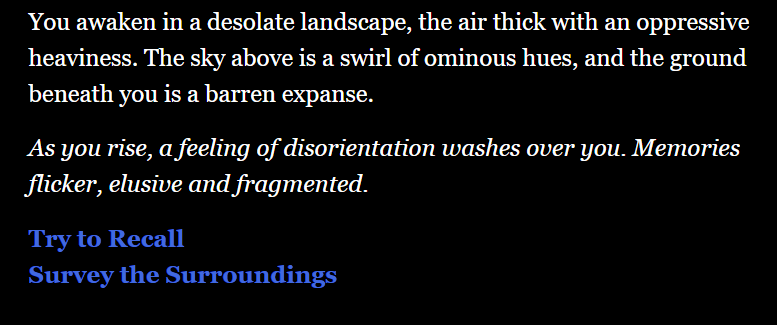 You awaken in a desolate landscape, the air thick with an oppressive
heaviness. The sky above is a swirl of ominous hues, and the ground
beneath you is a barren expanse.
As you rise, a feeling of disorientation washes over you. Memories
flicker, elusive and fragmented.
Try to Recall
Survey the Surroundings